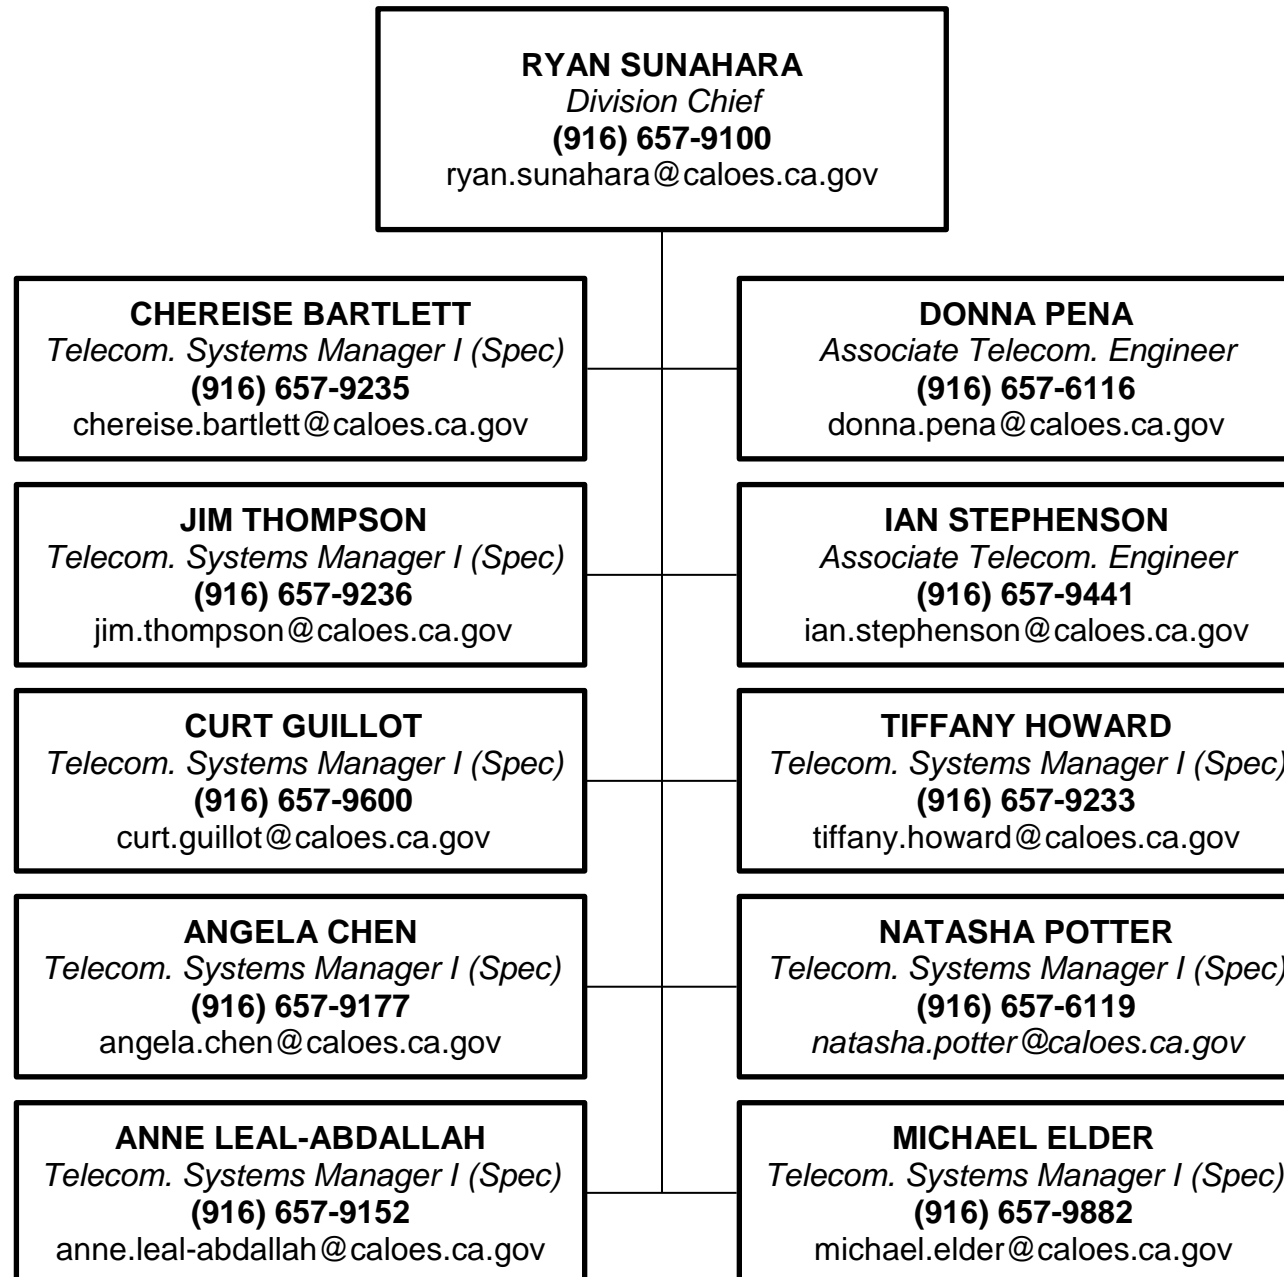 RYAN SUNAHARA
Division Chief
(916) 657-9100
ryan.sunahara@caloes.ca.gov
CHEREISE BARTLETT
Telecom. Systems Manager I (Spec)
(916) 657-9235
chereise.bartlett@caloes.ca.gov
DONNA PENA
Associate Telecom. Engineer
(916) 657-6116
donna.pena@caloes.ca.gov
JIM THOMPSON
Telecom. Systems Manager I (Spec)
(916) 657-9236
jim.thompson@caloes.ca.gov
IAN STEPHENSON
Associate Telecom. Engineer
(916) 657-9441
ian.stephenson@caloes.ca.gov
CURT GUILLOT
Telecom. Systems Manager I (Spec)
(916) 657-9600
curt.guillot@caloes.ca.gov
TIFFANY HOWARD
Telecom. Systems Manager I (Spec)
(916) 657-9233
tiffany.howard@caloes.ca.gov
ANGELA CHEN
Telecom. Systems Manager I (Spec)
(916) 657-9177
angela.chen@caloes.ca.gov
NATASHA POTTER
Telecom. Systems Manager I (Spec)
(916) 657-6119
natasha.potter@caloes.ca.gov
ANNE LEAL-ABDALLAH
Telecom. Systems Manager I (Spec)
(916) 657-9152
anne.leal-abdallah@caloes.ca.gov
MICHAEL ELDER
Telecom. Systems Manager I (Spec)
(916) 657-9882
michael.elder@caloes.ca.gov